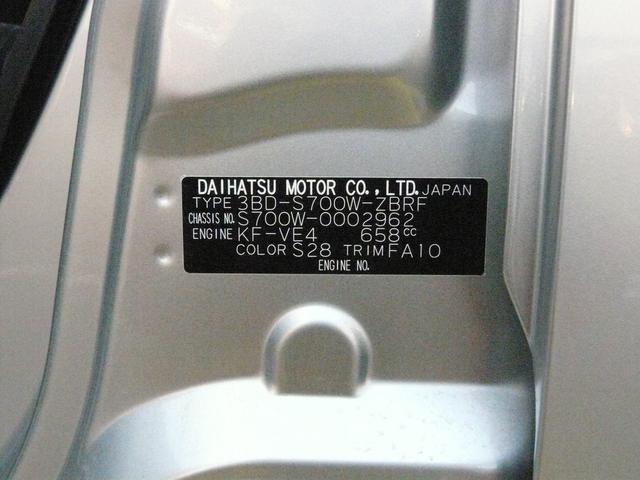 DAIHATSU MOTOR CO., LTD. JAPAN
TYPE 3BD-S700W-ZBRF
CHASSIS NO. S700W-0002962
ENGINE KF-VE4 658cc
COLOR S28 TRIM FA10
ENGINE NO.